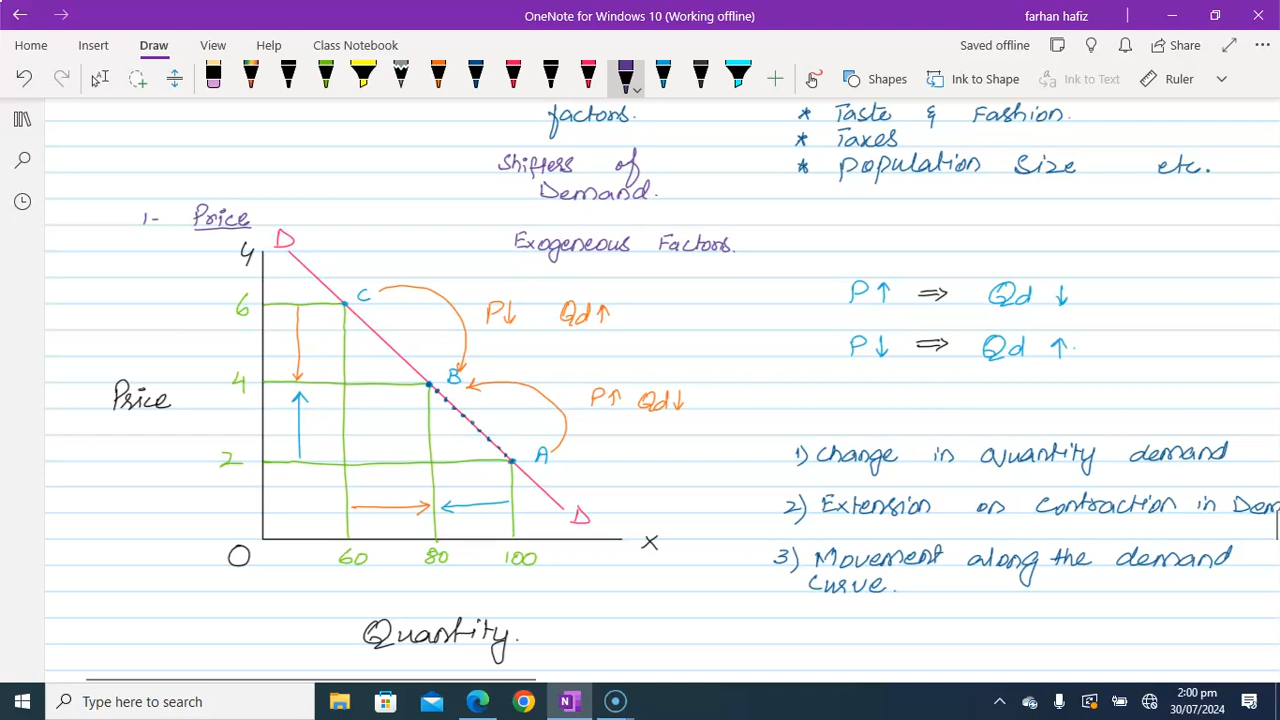 OneNote for Windows 10 (Working offline)
farhan hafiz
Home Insert Draw View Help Class Notebook
Saved offline
Share
Shapes
Ink to Shape
Ink to Text
Ruler
factors.
* Taste & Fashion.
* Taxes
Shifters of
* Population Size etc.
Demand.
1- Price
Exogeneous Factors.
D
y
C
6
P↓ Qd↑
P↑ ⇒ Qd ↓
P↓ ⇒ Qd ↑.
4
B
Price
P↑ Qd↓
2
A
1) Change in quantity demand
2) Extension or Contraction in Dem
D
O
X
60 80 100
3) Movement along the demand
curve.
Quantity.
Type here to search
2:00 pm
30/07/2024